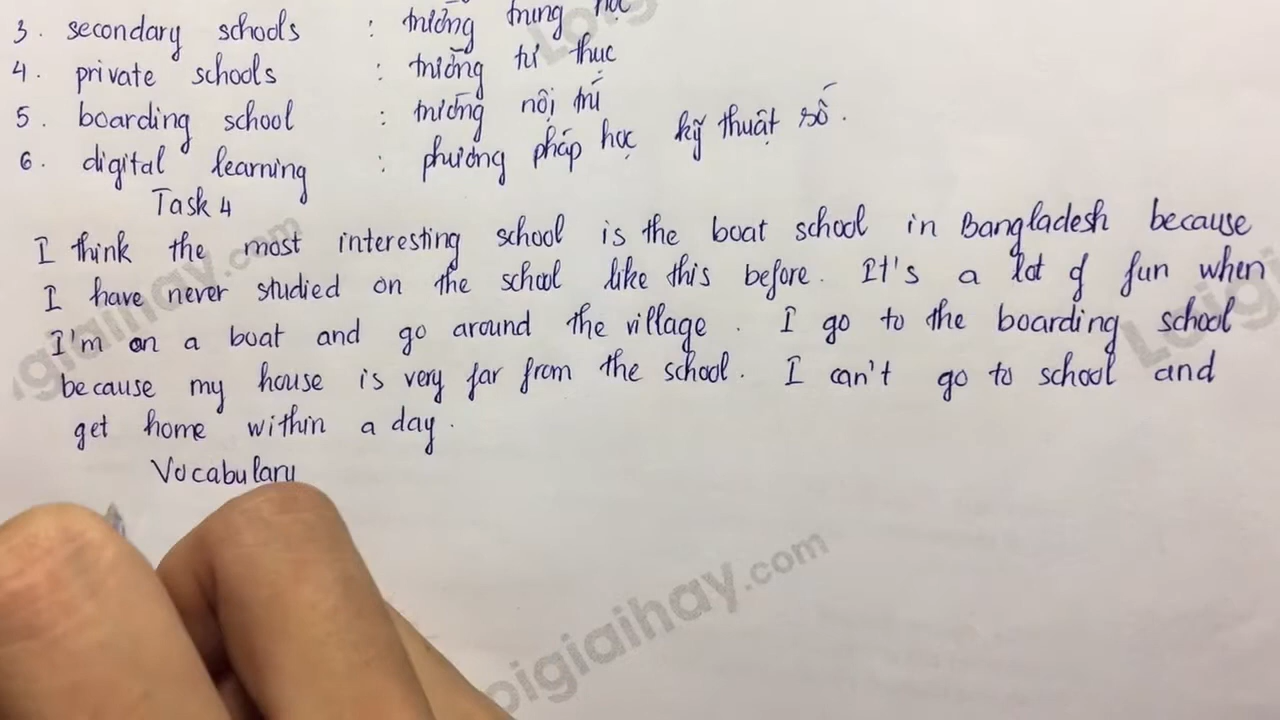 3. secondary schools : trường trung học
4. private schools : trường tư thục
5. boarding school : trường nội trú
6. digital learning : phương pháp học kỹ thuật số.
Task 4
I think the most interesting school is the boat school in Bangladesh because
I have never studied on the school like this before. It's a lot of fun when
I'm on a boat and go around the village. I go to the boarding school
because my house is very far from the school. I can't go to school and
get home within a day.
Vocabulary
Loigiaihay.com